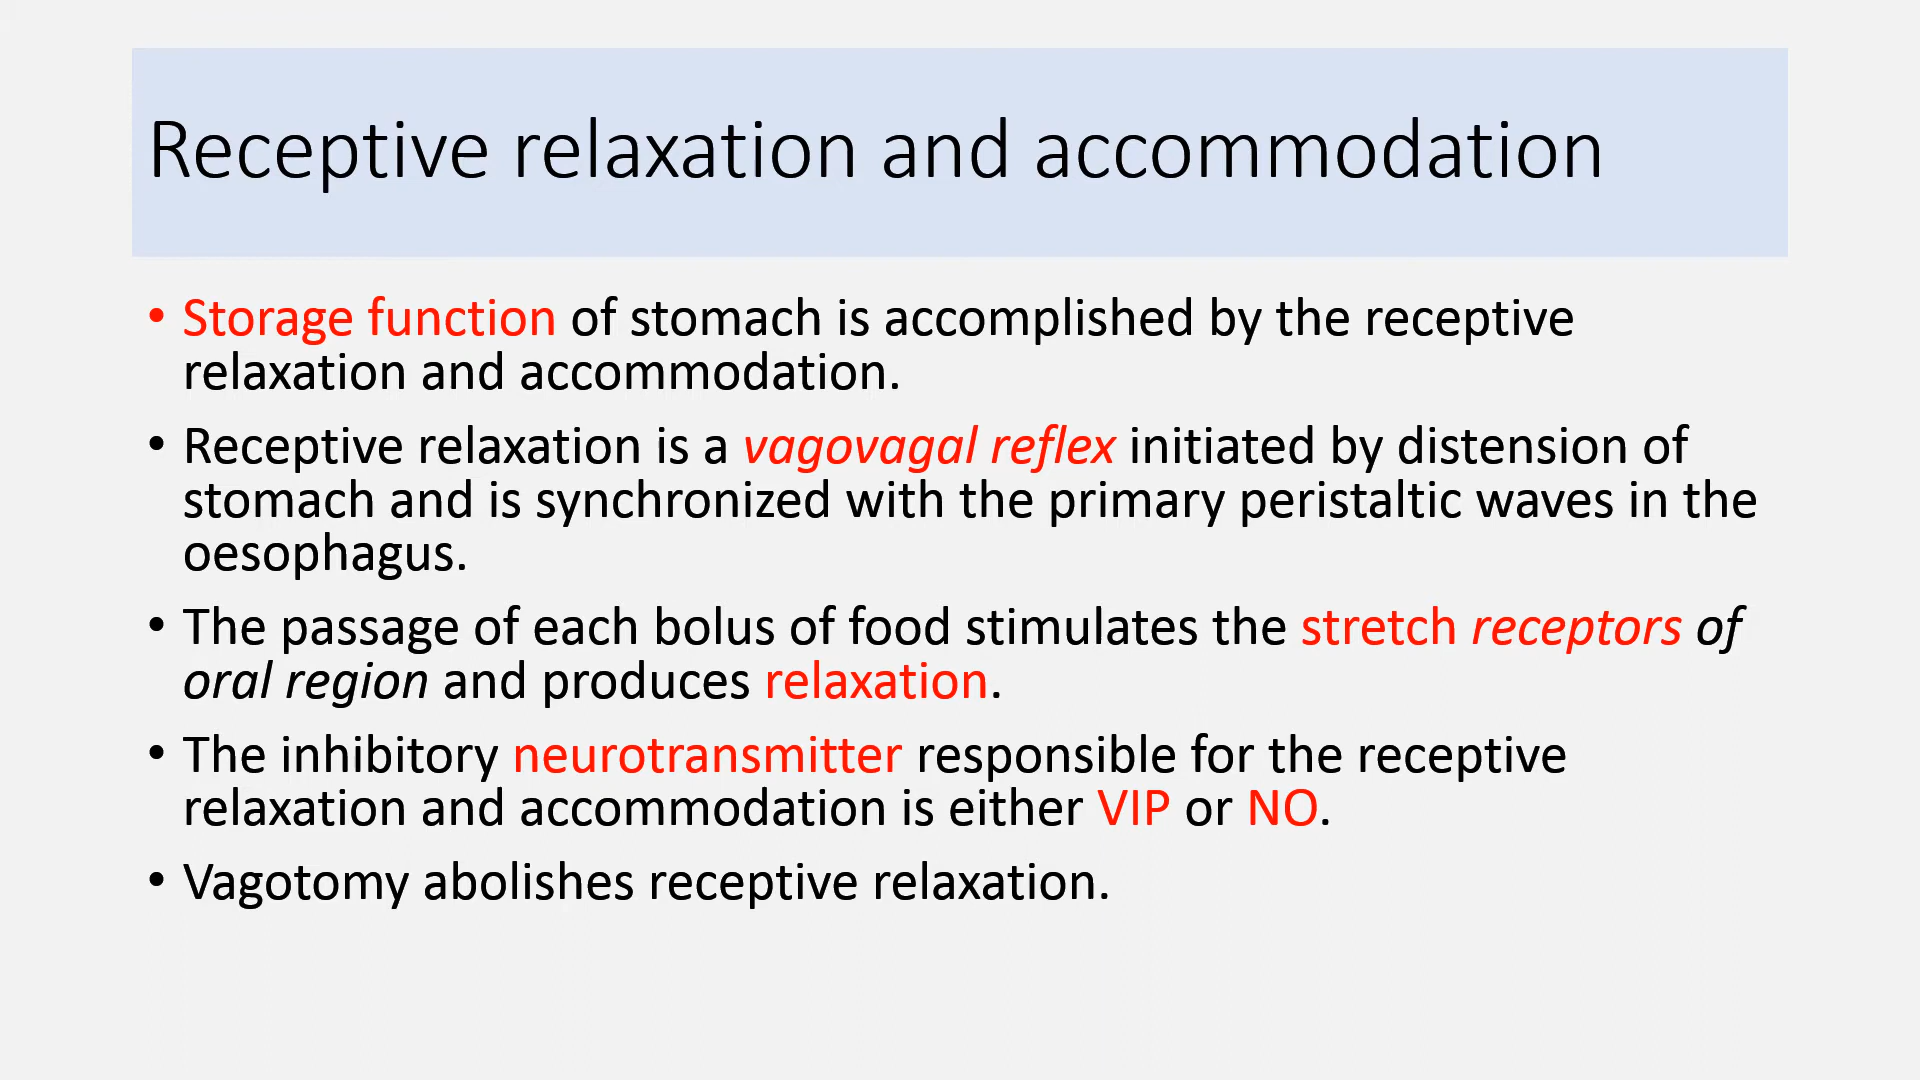 Receptive relaxation and accommodation
• Storage function of stomach is accomplished by the receptive
relaxation and accommodation.
• Receptive relaxation is a vagovagal reflex initiated by distension of
stomach and is synchronized with the primary peristaltic waves in the
oesophagus.
• The passage of each bolus of food stimulates the stretch receptors of
oral region and produces relaxation.
• The inhibitory neurotransmitter responsible for the receptive
relaxation and accommodation is either VIP or NO.
• Vagotomy abolishes receptive relaxation.